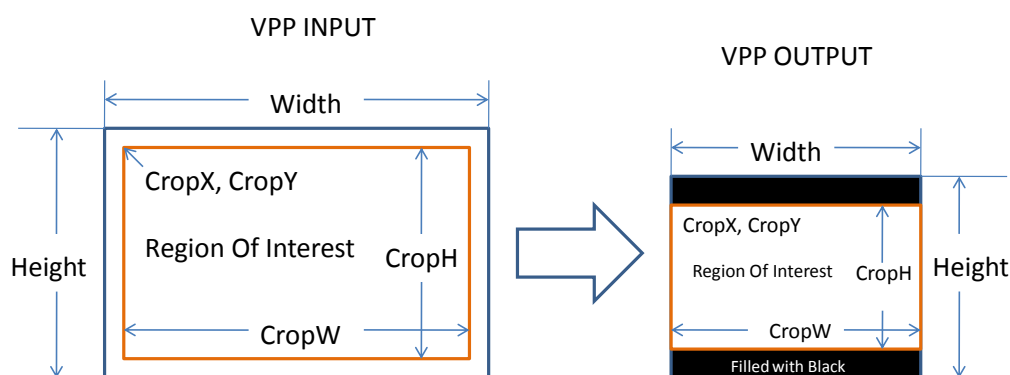 VPP INPUT
Width
CropX, CropY
Region Of Interest
CropH
Height
CropW
VPP OUTPUT
Width
CropX, CropY
Region Of Interest
CropH
Height
CropW
Filled with Black